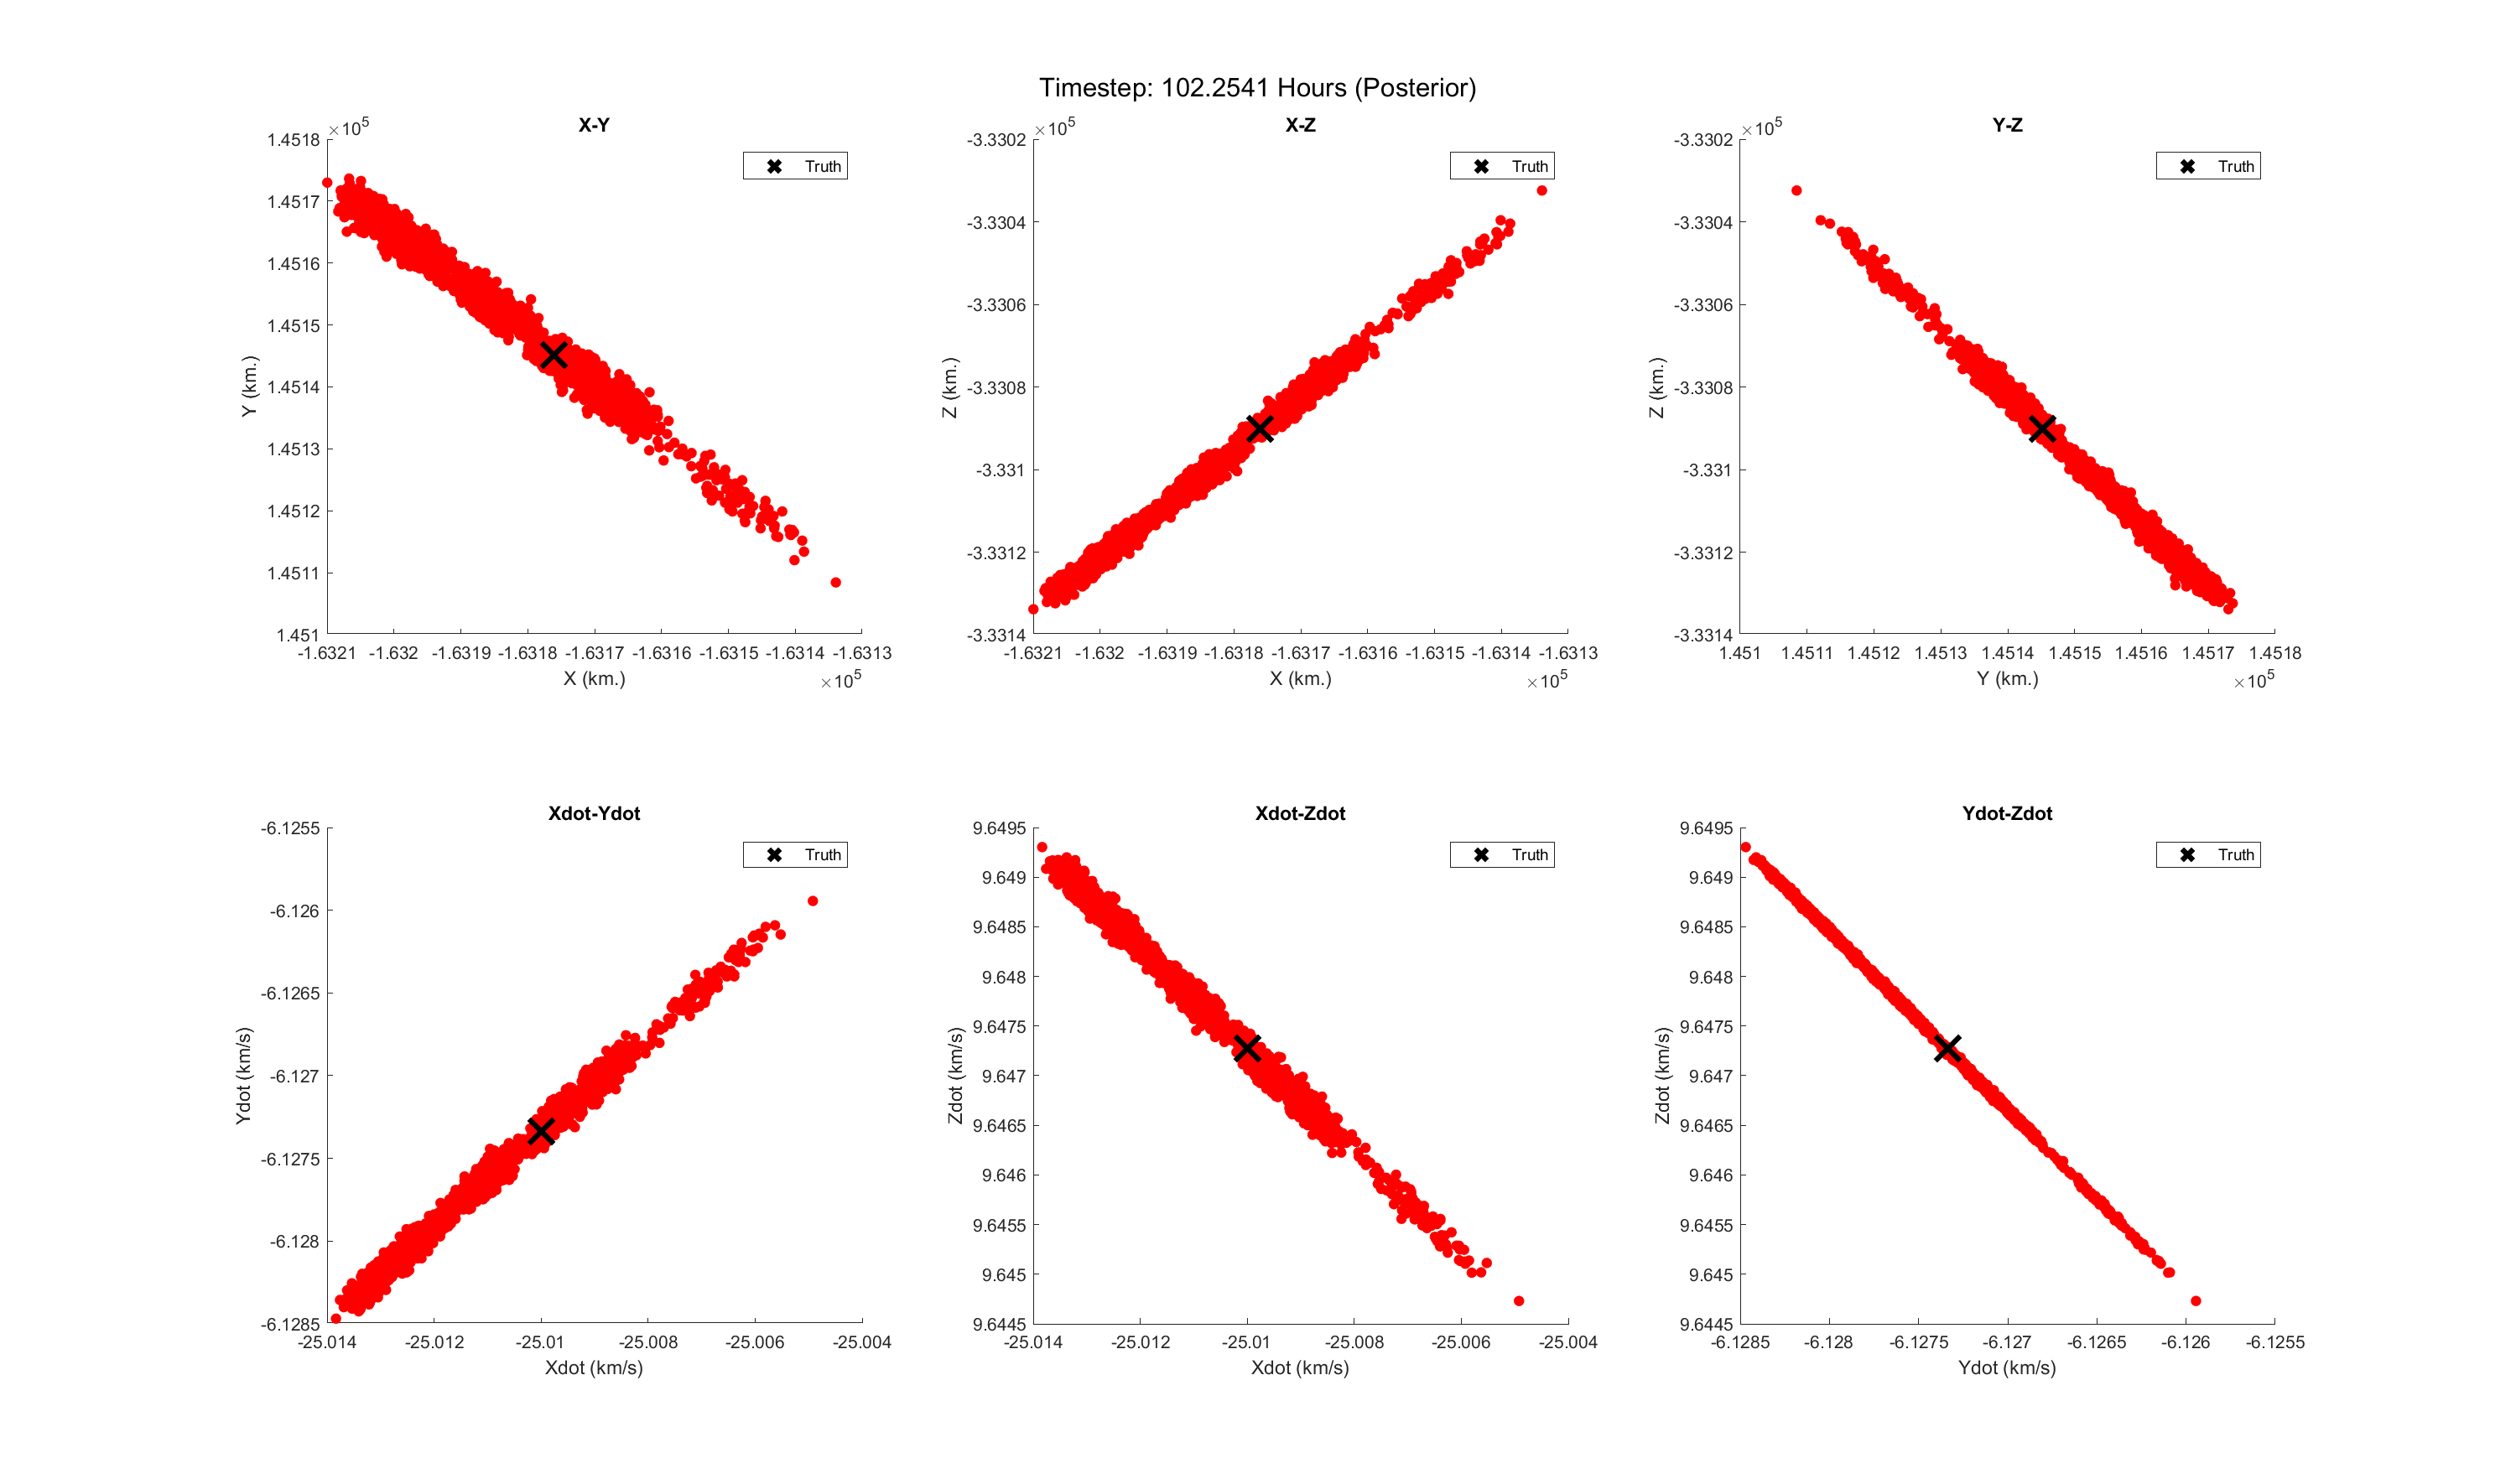 Timestep: 102.2541 Hours (Posterior)
X-Y
×10⁵
1.4518
1.4517
1.4516
1.4515
1.4514
1.4513
1.4512
1.4511
1.451
Y (km.)
Truth
-1.6321 -1.632 -1.6319 -1.6318 -1.6317 -1.6316 -1.6315 -1.6314 -1.6313
X (km.)
×10⁵
X-Z
×10⁵
-3.3302
-3.3304
-3.3306
-3.3308
-3.331
-3.3312
-3.3314
Z (km.)
Truth
-1.6321 -1.632 -1.6319 -1.6318 -1.6317 -1.6316 -1.6315 -1.6314 -1.6313
X (km.)
×10⁵
Y-Z
×10⁵
-3.3302
-3.3304
-3.3306
-3.3308
-3.331
-3.3312
-3.3314
Z (km.)
Truth
1.451 1.4511 1.4512 1.4513 1.4514 1.4515 1.4516 1.4517 1.4518
Y (km.)
×10⁵
Xdot-Ydot
-6.1255
-6.126
-6.1265
-6.127
-6.1275
-6.128
-6.1285
Ydot (km/s)
Truth
-25.014 -25.012 -25.01 -25.008 -25.006 -25.004
Xdot (km/s)
Xdot-Zdot
9.6495
9.649
9.6485
9.648
9.6475
9.647
9.6465
9.646
9.6455
9.645
9.6445
Zdot (km/s)
Truth
-25.014 -25.012 -25.01 -25.008 -25.006 -25.004
Xdot (km/s)
Ydot-Zdot
9.6495
9.649
9.6485
9.648
9.6475
9.647
9.6465
9.646
9.6455
9.645
9.6445
Zdot (km/s)
Truth
-6.1285 -6.128 -6.1275 -6.127 -6.1265 -6.126 -6.1255
Ydot (km/s)